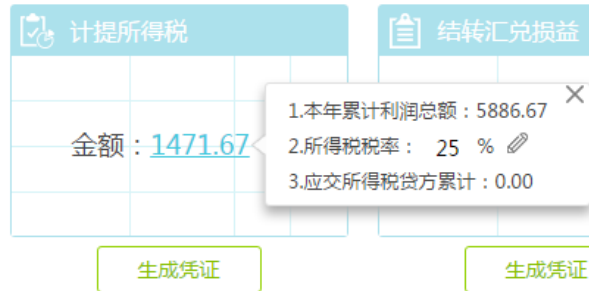 计提所得税
结转汇兑损益
金额：1471.67
1.本年累计利润总额：5886.67
2.所得税税率： 25 %
3.应交所得税贷方累计：0.00
生成凭证
生成凭证